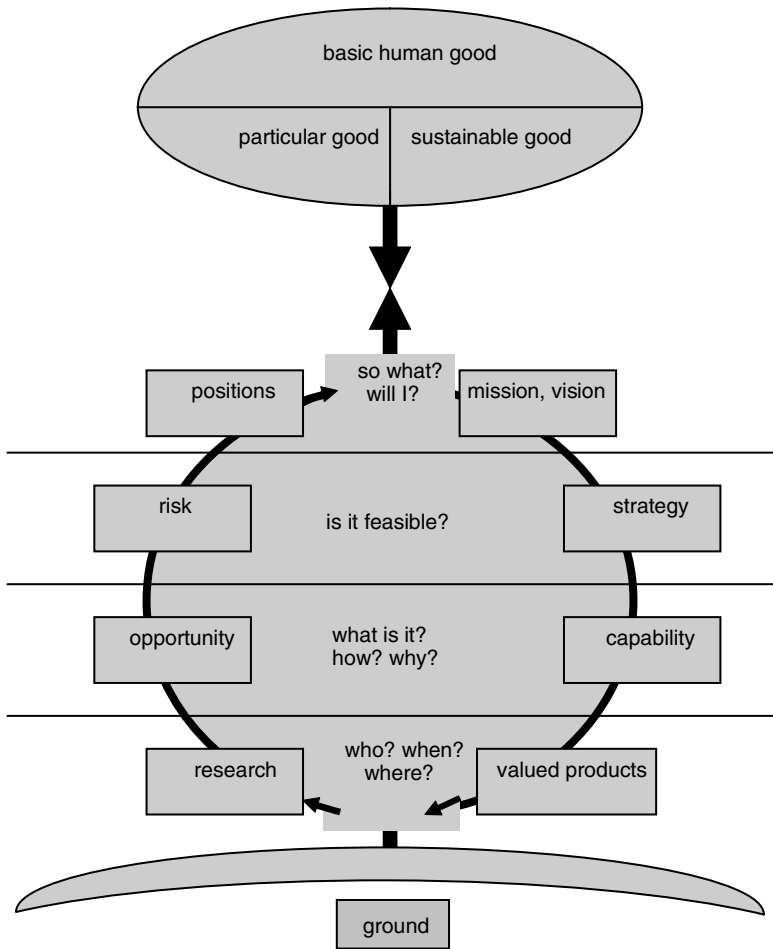 basic human good
particular good
sustainable good
so what?
will I?
positions
mission, vision
risk
is it feasible?
strategy
opportunity
what is it?
how? why?
capability
research
who? when?
where?
valued products
ground